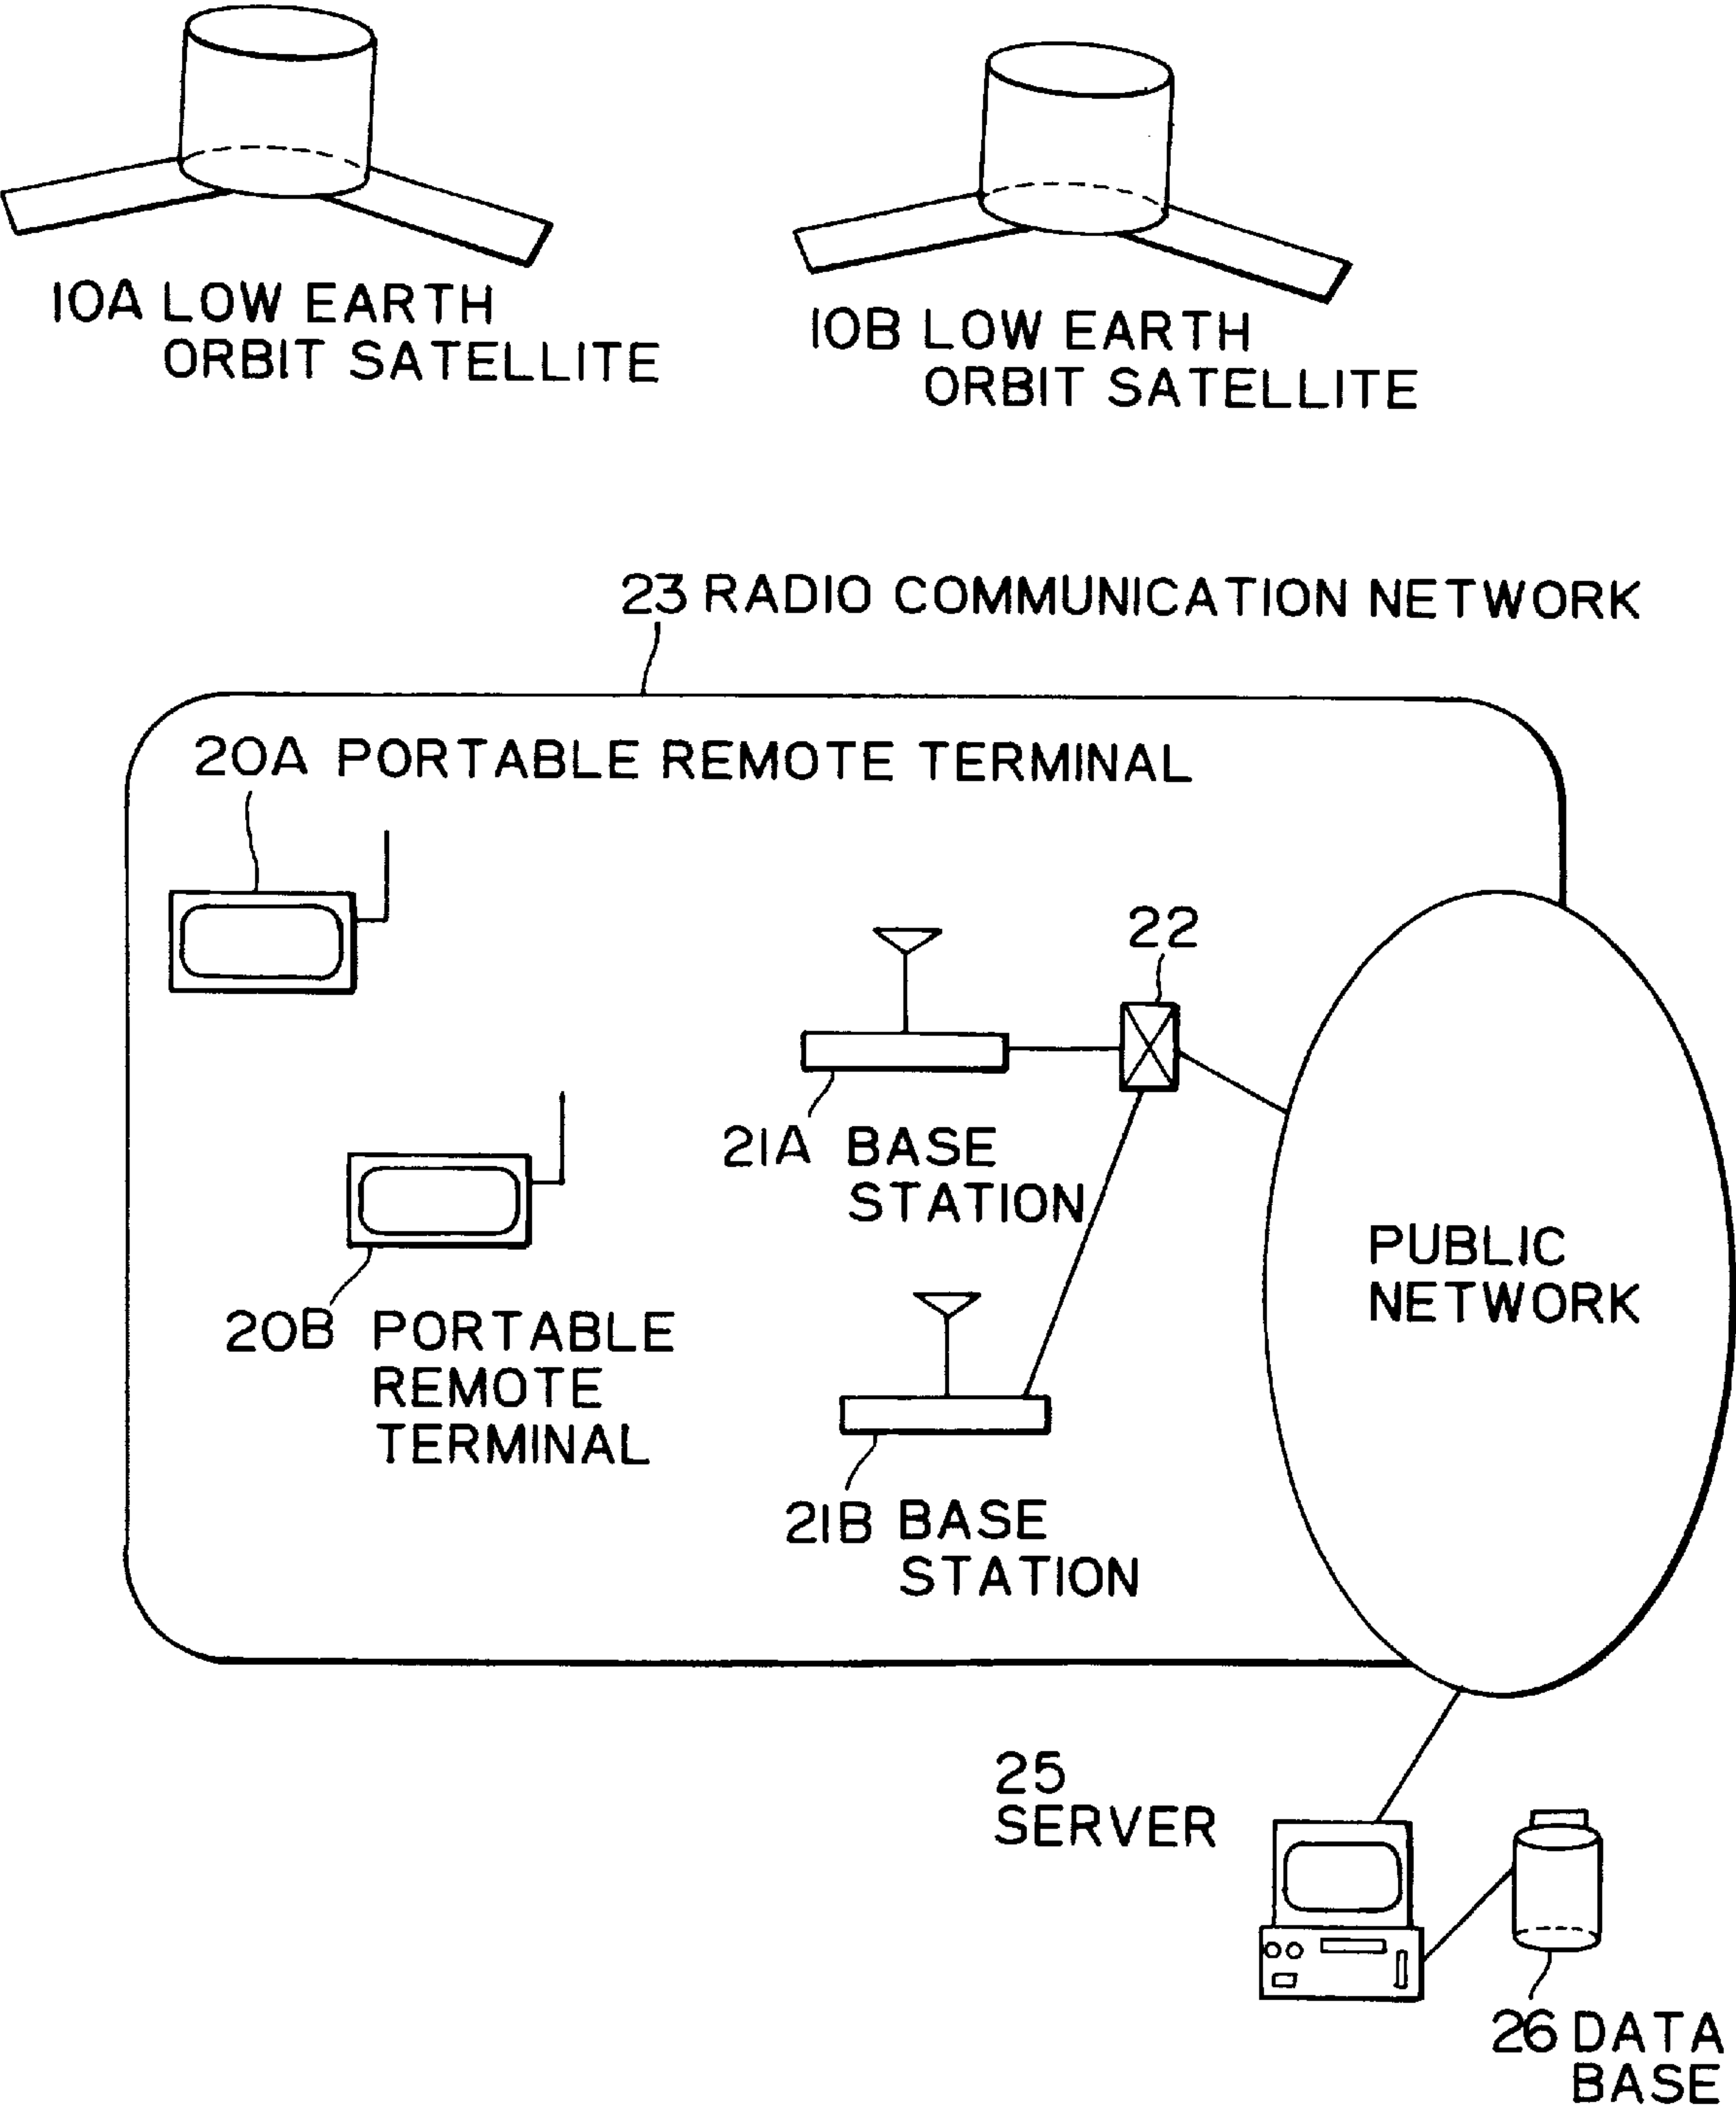 10A LOW EARTH
ORBIT SATELLITE
10B LOW EARTH
ORBIT SATELLITE
23 RADIO COMMUNICATION NETWORK
20A PORTABLE REMOTE TERMINAL
22
21A BASE
STATION
20B PORTABLE
REMOTE
TERMINAL
PUBLIC
NETWORK
21B BASE
STATION
25
SERVER
26 DATA
BASE